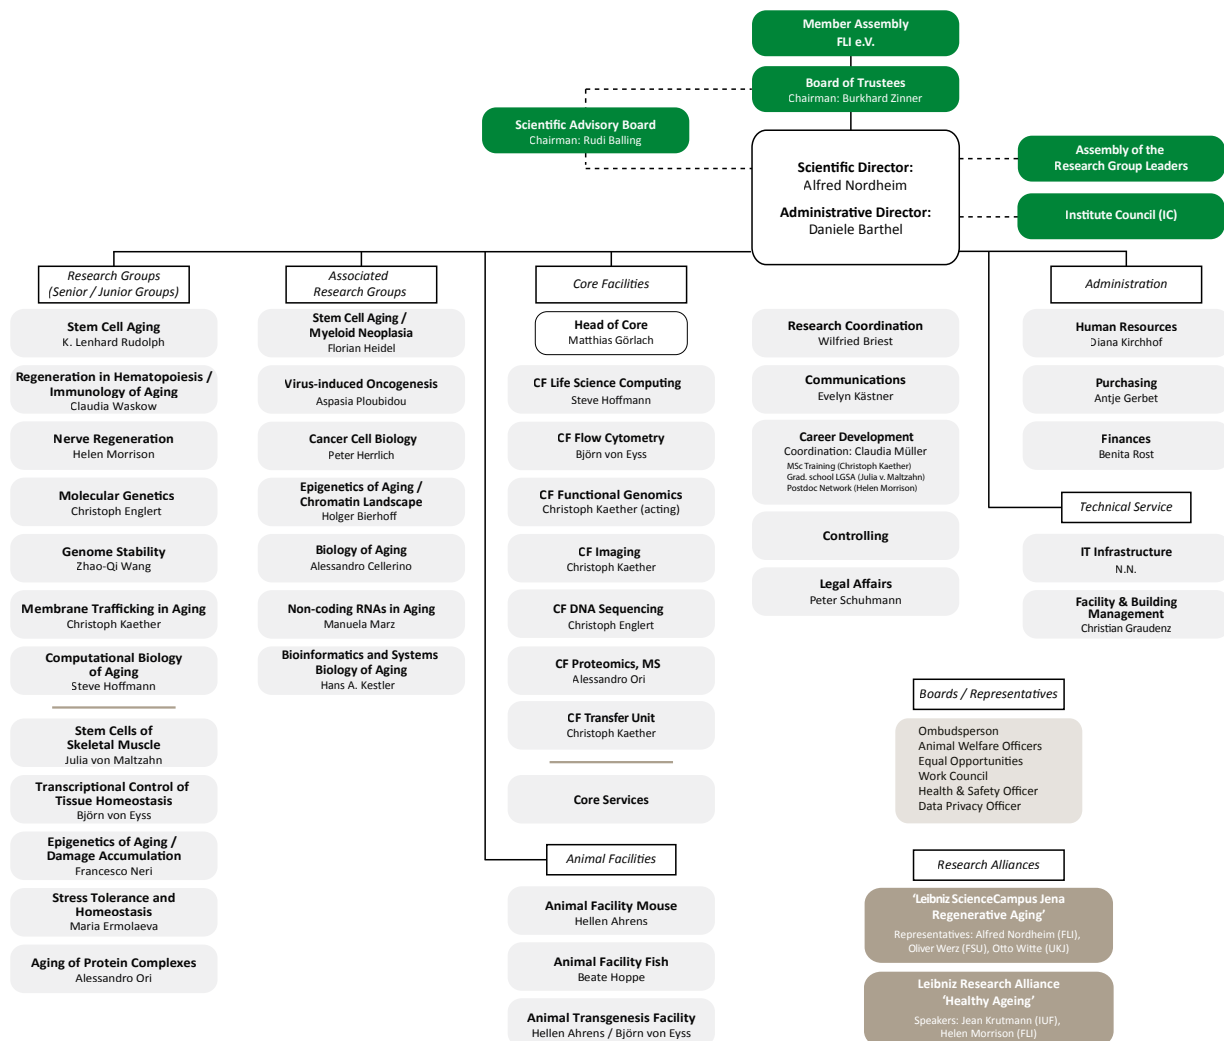 Member Assembly
FLI e.V.
Board of Trustees
Chairman: Burkhard Zinner
Scientific Advisory Board
Chairman: Rudi Balling
Scientific Director:
Alfred Nordheim
Administrative Director:
Daniele Barthel
Assembly of the
Research Group Leaders
Institute Council (IC)
Research Groups
(Senior / Junior Groups)
Stem Cell Aging
K. Lenhard Rudolph
Regeneration in Hematopoiesis /
Immunology of Aging
Claudia Waskow
Nerve Regeneration
Helen Morrison
Molecular Genetics
Christoph Englert
Genome Stability
Zhao-Qi Wang
Membrane Trafficking in Aging
Christoph Kaether
Computational Biology
of Aging
Steve Hoffmann
Stem Cells of
Skeletal Muscle
Julia von Maltzahn
Transcriptional Control of
Tissue Homeostasis
Björn von Eyss
Epigenetics of Aging /
Damage Accumulation
Francesco Neri
Stress Tolerance and
Homeostasis
Maria Ermolaeva
Aging of Protein Complexes
Alessandro Ori
Associated
Research Groups
Stem Cell Aging /
Myeloid Neoplasia
Florian Heidel
Virus-induced Oncogenesis
Aspasia Ploubidou
Cancer Cell Biology
Peter Herrlich
Epigenetics of Aging /
Chromatin Landscape
Holger Bierhoff
Biology of Aging
Alessandro Cellerino
Non-coding RNAs in Aging
Manuela Marz
Bioinformatics and Systems
Biology of Aging
Hans A. Kestler
Core Facilities
Head of Core
Matthias Görlach
CF Life Science Computing
Steve Hoffmann
CF Flow Cytometry
Björn von Eyss
CF Functional Genomics
Christoph Kaether (acting)
CF Imaging
Christoph Kaether
CF DNA Sequencing
Christoph Englert
CF Proteomics, MS
Alessandro Ori
CF Transfer Unit
Christoph Kaether
Core Services
Animal Facilities
Animal Facility Mouse
Hellen Ahrens
Animal Facility Fish
Beate Hoppe
Animal Transgenesis Facility
Hellen Ahrens / Björn von Eyss
Research Coordination
Wilfried Briest
Communications
Evelyn Kästner
Career Development
Coordination: Claudia Müller
MSc Training (Christoph Kaether)
Grad. school LGSA (Julia v. Maltzahn)
Postdoc Network (Helen Morrison)
Controlling
Legal Affairs
Peter Schuhmann
Administration
Human Resources
Diana Kirchhof
Purchasing
Antje Gerbet
Finances
Benita Rost
Technical Service
IT Infrastructure
N.N.
Facility & Building
Management
Christian Graudenz
Boards / Representatives
Ombudsperson
Animal Welfare Officers
Equal Opportunities
Work Council
Health & Safety Officer
Data Privacy Officer
Research Alliances
‘Leibniz ScienceCampus Jena
Regenerative Aging’
Representatives: Alfred Nordheim (FLI),
Oliver Werz (FSU), Otto Witte (UKJ)
Leibniz Research Alliance
‘Healthy Ageing’
Speakers: Jean Krutmann (IUF),
Helen Morrison (FLI)